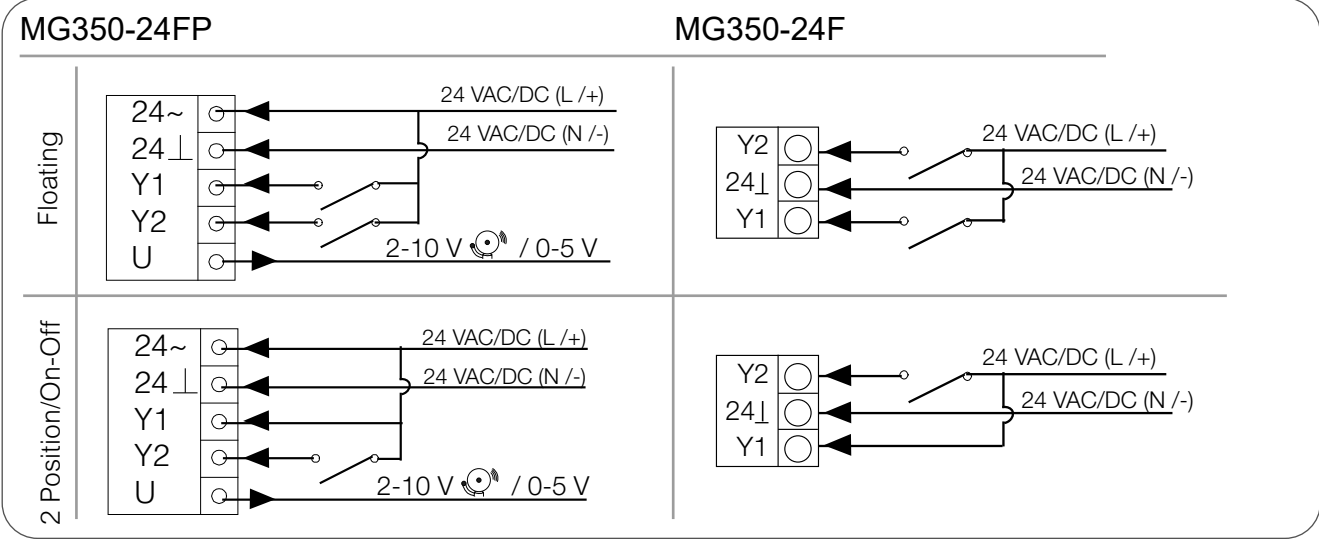 MG350-24FP
MG350-24F
Floating
24~
24⊥
Y1
Y2
U
24 VAC/DC (L /+)
24 VAC/DC (N /-)
2-10 V / 0-5 V
Y2
24⊥
Y1
24 VAC/DC (L /+)
24 VAC/DC (N /-)
2 Position/On-Off
24~
24⊥
Y1
Y2
U
24 VAC/DC (L /+)
24 VAC/DC (N /-)
2-10 V / 0-5 V
Y2
24⊥
Y1
24 VAC/DC (L /+)
24 VAC/DC (N /-)